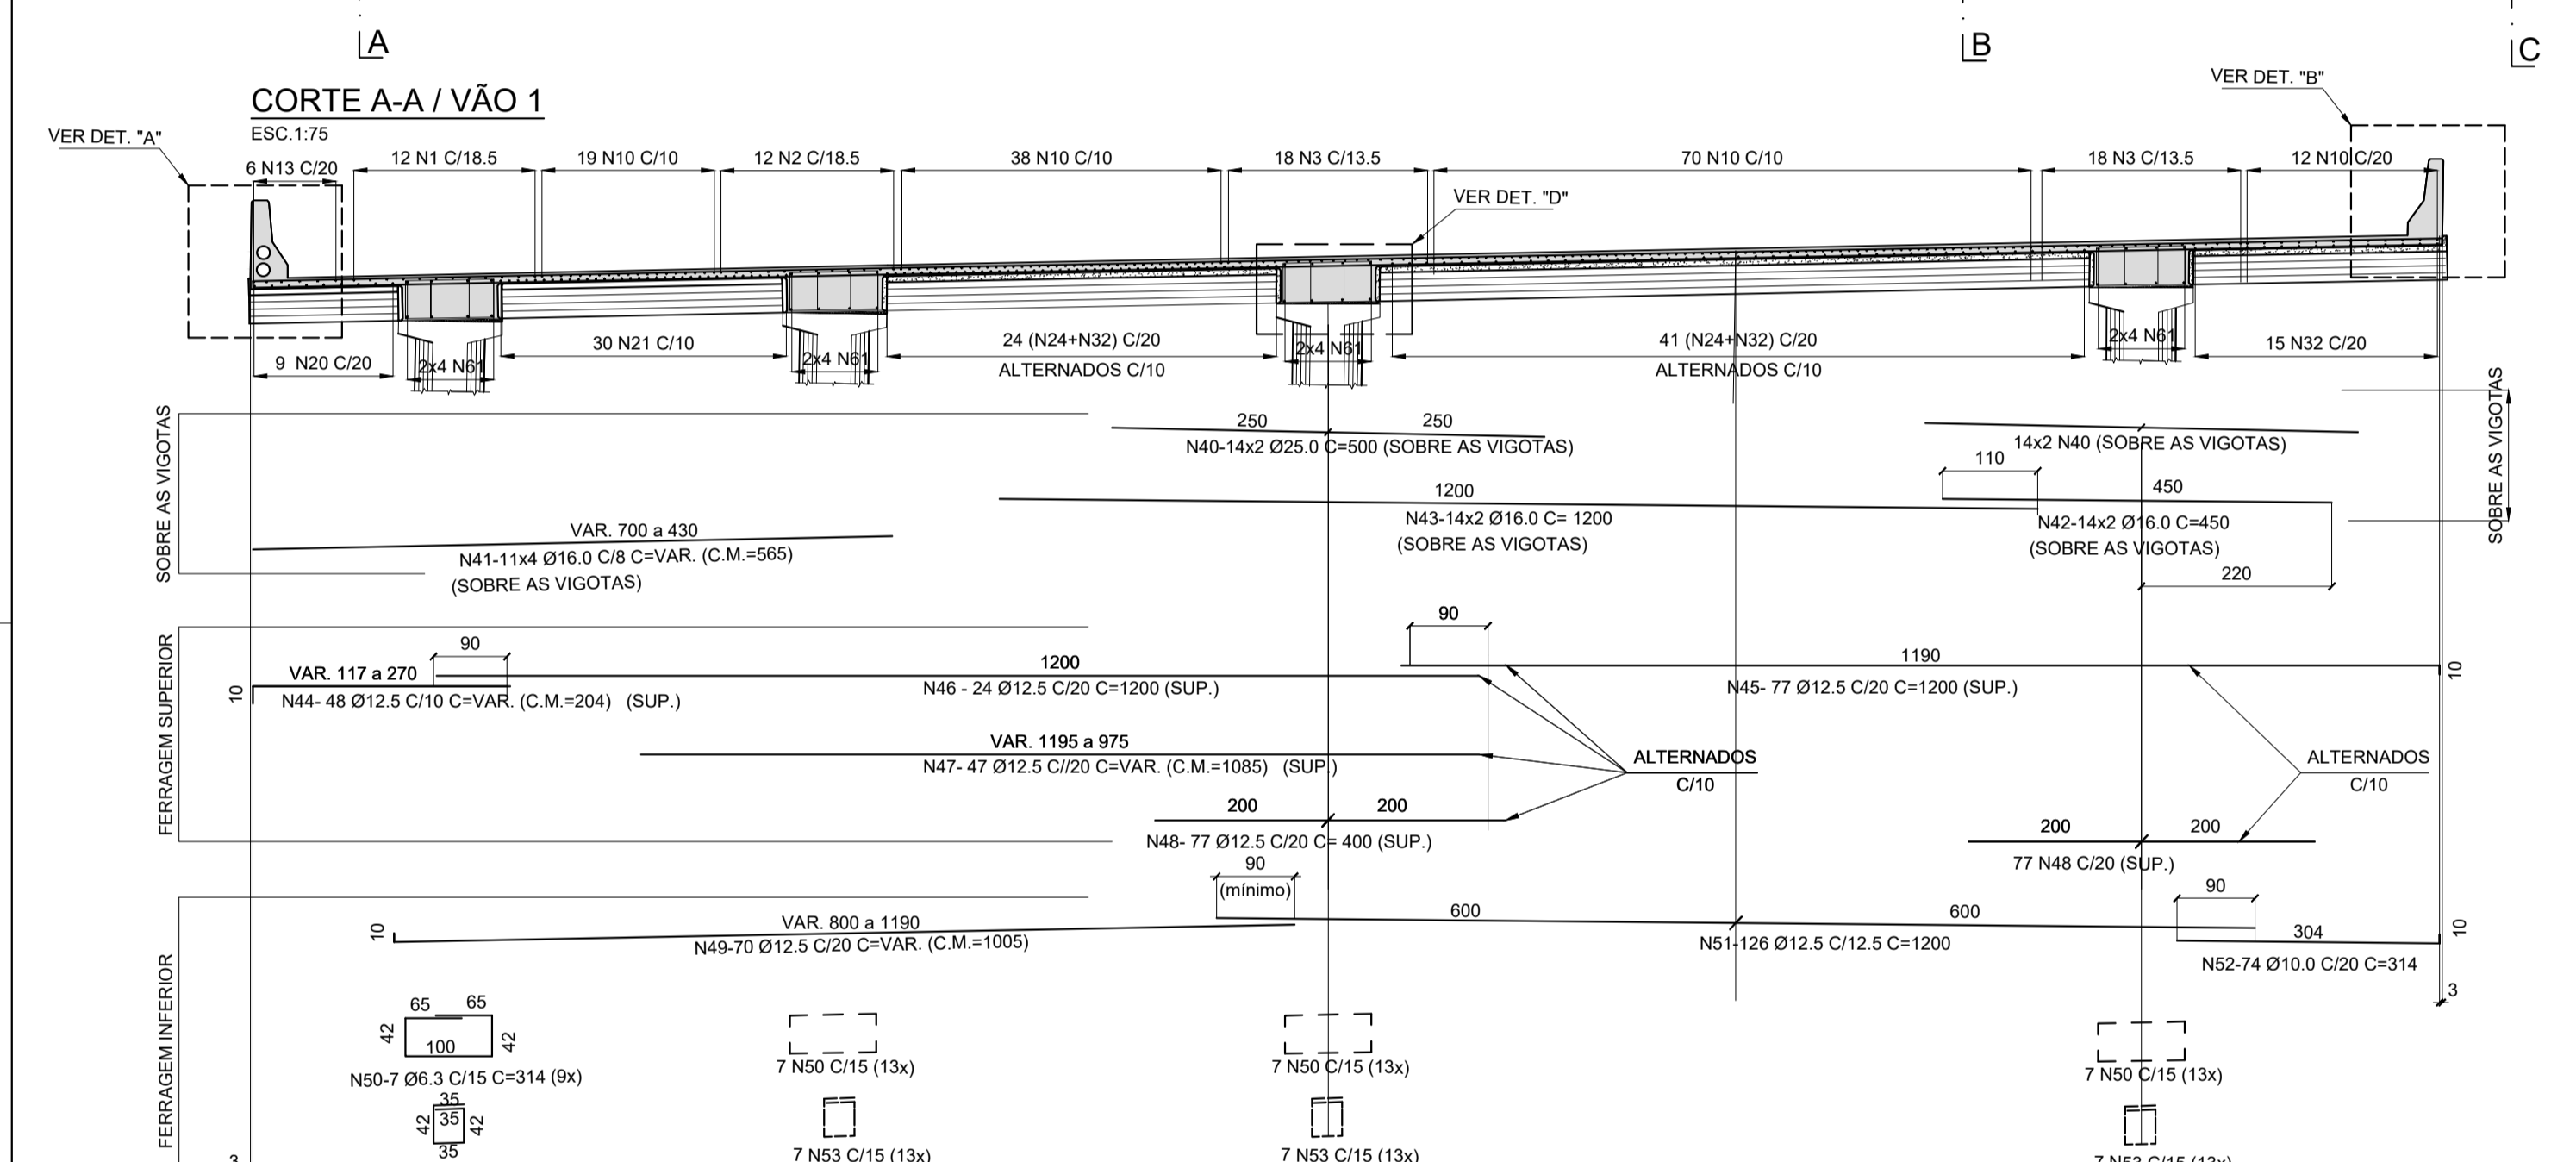 A
B
C
CORTE A-A / VÃO 1
ESC.1:75
VER DET. "A"
VER DET. "B"
6 N13 C/20
12 N1 C/18.5
19 N10 C/10
12 N2 C/18.5
38 N10 C/10
18 N3 C/13.5
70 N10 C/10
18 N3 C/13.5
12 N10 C/20
VER DET. "D"
9 N20 C/20
2x4 N61
30 N21 C/10
2x4 N61
24 (N24+N32) C/20
ALTERNADOS C/10
2x4 N61
41 (N24+N32) C/20
ALTERNADOS C/10
2x4 N61
15 N32 C/20
SOBRE AS VIGOTAS
SOBRE AS VIGOTAS
250
250
N40-14x2 Ø25.0 C=500 (SOBRE AS VIGOTAS)
14x2 N40 (SOBRE AS VIGOTAS)
110
1200
450
N43-14x2 Ø16.0 C= 1200
(SOBRE AS VIGOTAS)
N42-14x2 Ø16.0 C=450
(SOBRE AS VIGOTAS)
VAR. 700 a 430
N41-11x4 Ø16.0 C/8 C=VAR. (C.M.=565)
(SOBRE AS VIGOTAS)
220
FERRAGEM SUPERIOR
90
90
VAR. 117 a 270
1200
1190
10
10
N44- 48 Ø12.5 C/10 C=VAR. (C.M.=204) (SUP.)
N46 - 24 Ø12.5 C/20 C=1200 (SUP.)
N45- 77 Ø12.5 C/20 C=1200 (SUP.)
VAR. 1195 a 975
N47- 47 Ø12.5 C//20 C=VAR. (C.M.=1085) (SUP.)
ALTERNADOS
C/10
ALTERNADOS
C/10
200
200
N48- 77 Ø12.5 C/20 C= 400 (SUP.)
200
200
77 N48 C/20 (SUP.)
FERRAGEM INFERIOR
90
(mínimo)
90
10
VAR. 800 a 1190
N49-70 Ø12.5 C/20 C=VAR. (C.M.=1005)
600
600
N51-126 Ø12.5 C/12.5 C=1200
304
10
N52-74 Ø10.0 C/20 C=314
3
65
65
42
100
42
N50-7 Ø6.3 C/15 C=314 (9x)
7 N50 C/15 (13x)
7 N50 C/15 (13x)
7 N50 C/15 (13x)
35
42
35
42
35
7 N53 C/15 (13x)
7 N53 C/15 (13x)
7 N53 C/15 (13x)
3